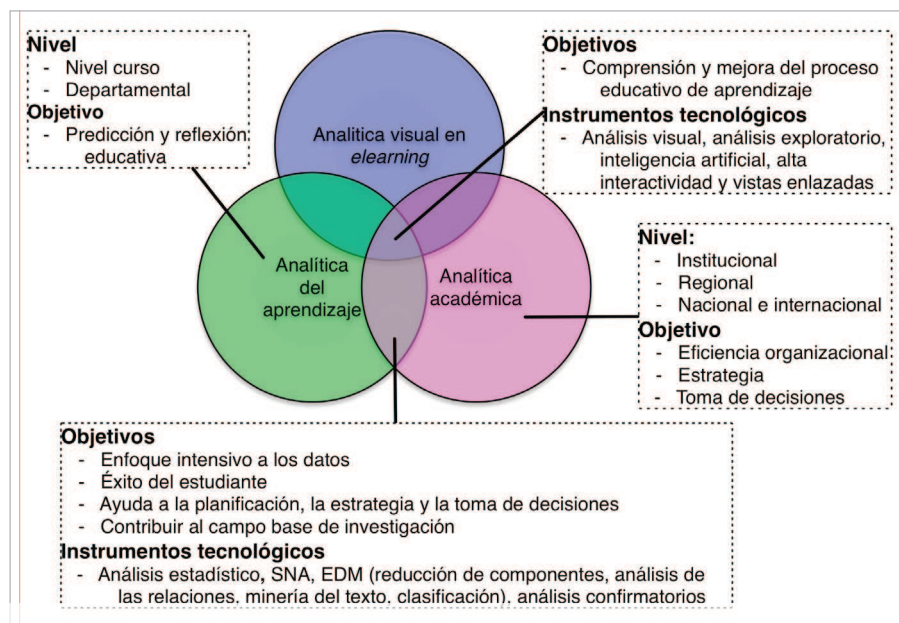 Nivel
- Nivel curso
- Departamental
Objetivo
- Predicción y reflexión
educativa
Analitica visual en
elearning
Objetivos
- Comprensión y mejora del proceso
educativo de aprendizaje
Instrumentos tecnológicos
- Análisis visual, análisis exploratorio,
inteligencia artificial, alta
interactividad y vistas enlazadas
Analítica
del
aprendizaje
Analítica
académica
Nivel:
- Institucional
- Regional
- Nacional e internacional
Objetivo
- Eficiencia organizacional
- Estrategia
- Toma de decisiones
Objetivos
- Enfoque intensivo a los datos
- Éxito del estudiante
- Ayuda a la planificación, la estrategia y la toma de decisiones
- Contribuir al campo base de investigación
Instrumentos tecnológicos
- Análisis estadístico, SNA, EDM (reducción de componentes, análisis de
las relaciones, minería del texto, clasificación), análisis confirmatorios